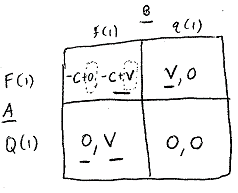 B
f(1) q(1)
F(1) -c+0, -c+V V, 0
A
Q(1) 0, V 0, 0